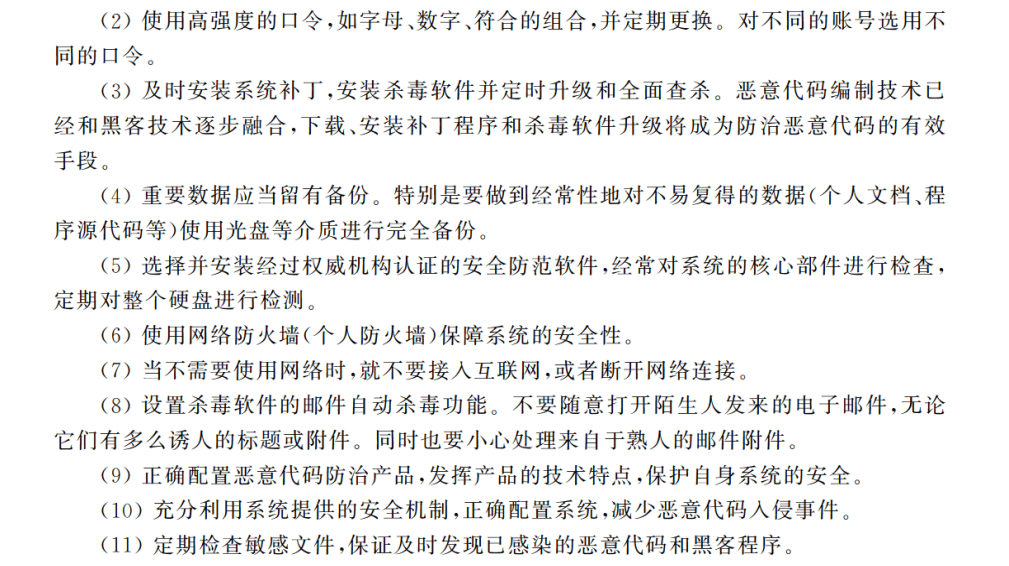 (2) 使用高强度的口令,如字母、数字、符合的组合,并定期更换。对不同的账号选用不
同的口令。
(3) 及时安装系统补丁,安装杀毒软件并定时升级和全面查杀。恶意代码编制技术已
经和黑客技术逐步融合,下载、安装补丁程序和杀毒软件升级将成为防治恶意代码的有效
手段。
(4) 重要数据应当留有备份。特别是要做到经常性地对不易复得的数据(个人文档、程
序源代码等)使用光盘等介质进行完全备份。
(5) 选择并安装经过权威机构认证的安全防范软件,经常对系统的核心部件进行检查,
定期对整个硬盘进行检测。
(6) 使用网络防火墙(个人防火墙)保障系统的安全性。
(7) 当不需要使用网络时,就不要接入互联网,或者断开网络连接。
(8) 设置杀毒软件的邮件自动杀毒功能。不要随意打开陌生人发来的电子邮件,无论
它们有多么诱人的标题或附件。同时也要小心处理来自于熟人的邮件附件。
(9) 正确配置恶意代码防治产品,发挥产品的技术特点,保护自身系统的安全。
(10) 充分利用系统提供的安全机制,正确配置系统,减少恶意代码入侵事件。
(11) 定期检查敏感文件,保证及时发现已感染的恶意代码和黑客程序。